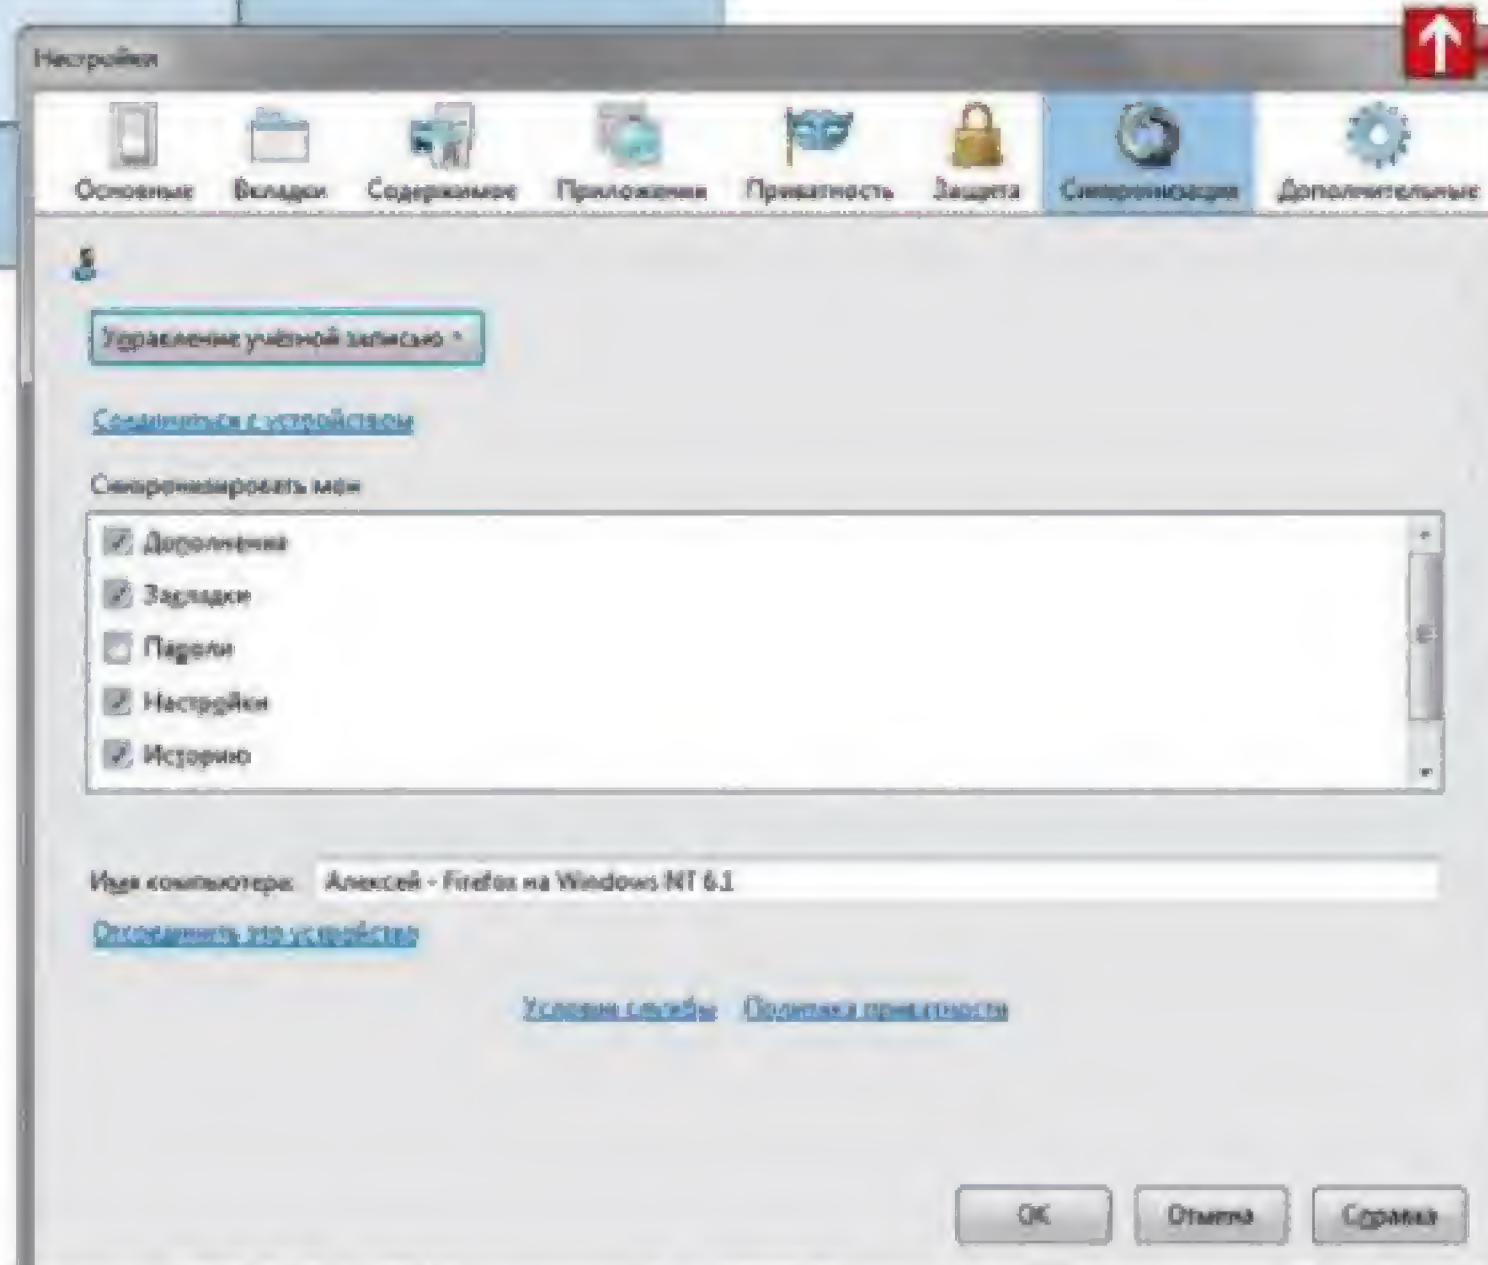 Настройки
Основные Вкладки Содержимое Приложения Приватность Защита Синхронизация Дополнительные
Управление учётной записью
Соединиться с устройством
Синхронизировать мои
Дополнения
Закладки
Пароли
Настройки
Историю
Имя компьютера: Алексей - Firefox на Windows NT 6.1
Отсоединить это устройство
Условия службы Политика приватности
ОК Отмена Справка